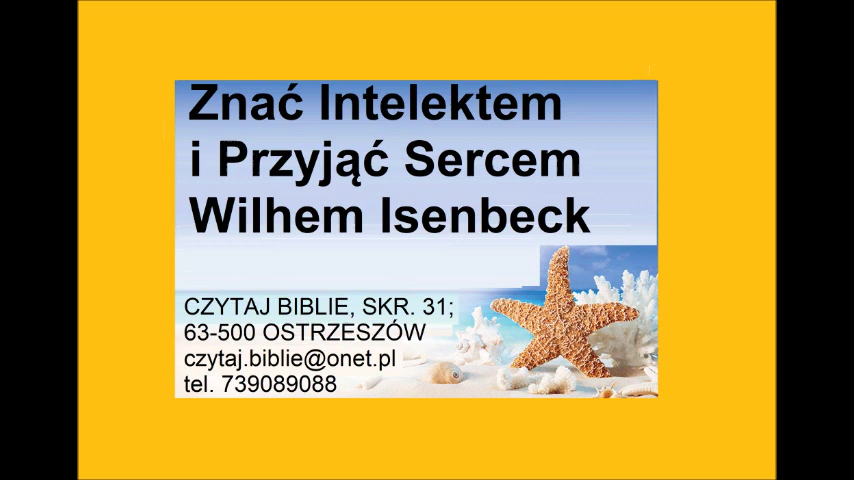 Znać Intelektem
i Przyjąć Sercem
Wilhem Isenbeck
CZYTAJ BIBLIE, SKR. 31;
63-500 OSTRZESZÓW
czytaj.biblie@onet.pl
tel. 739089088